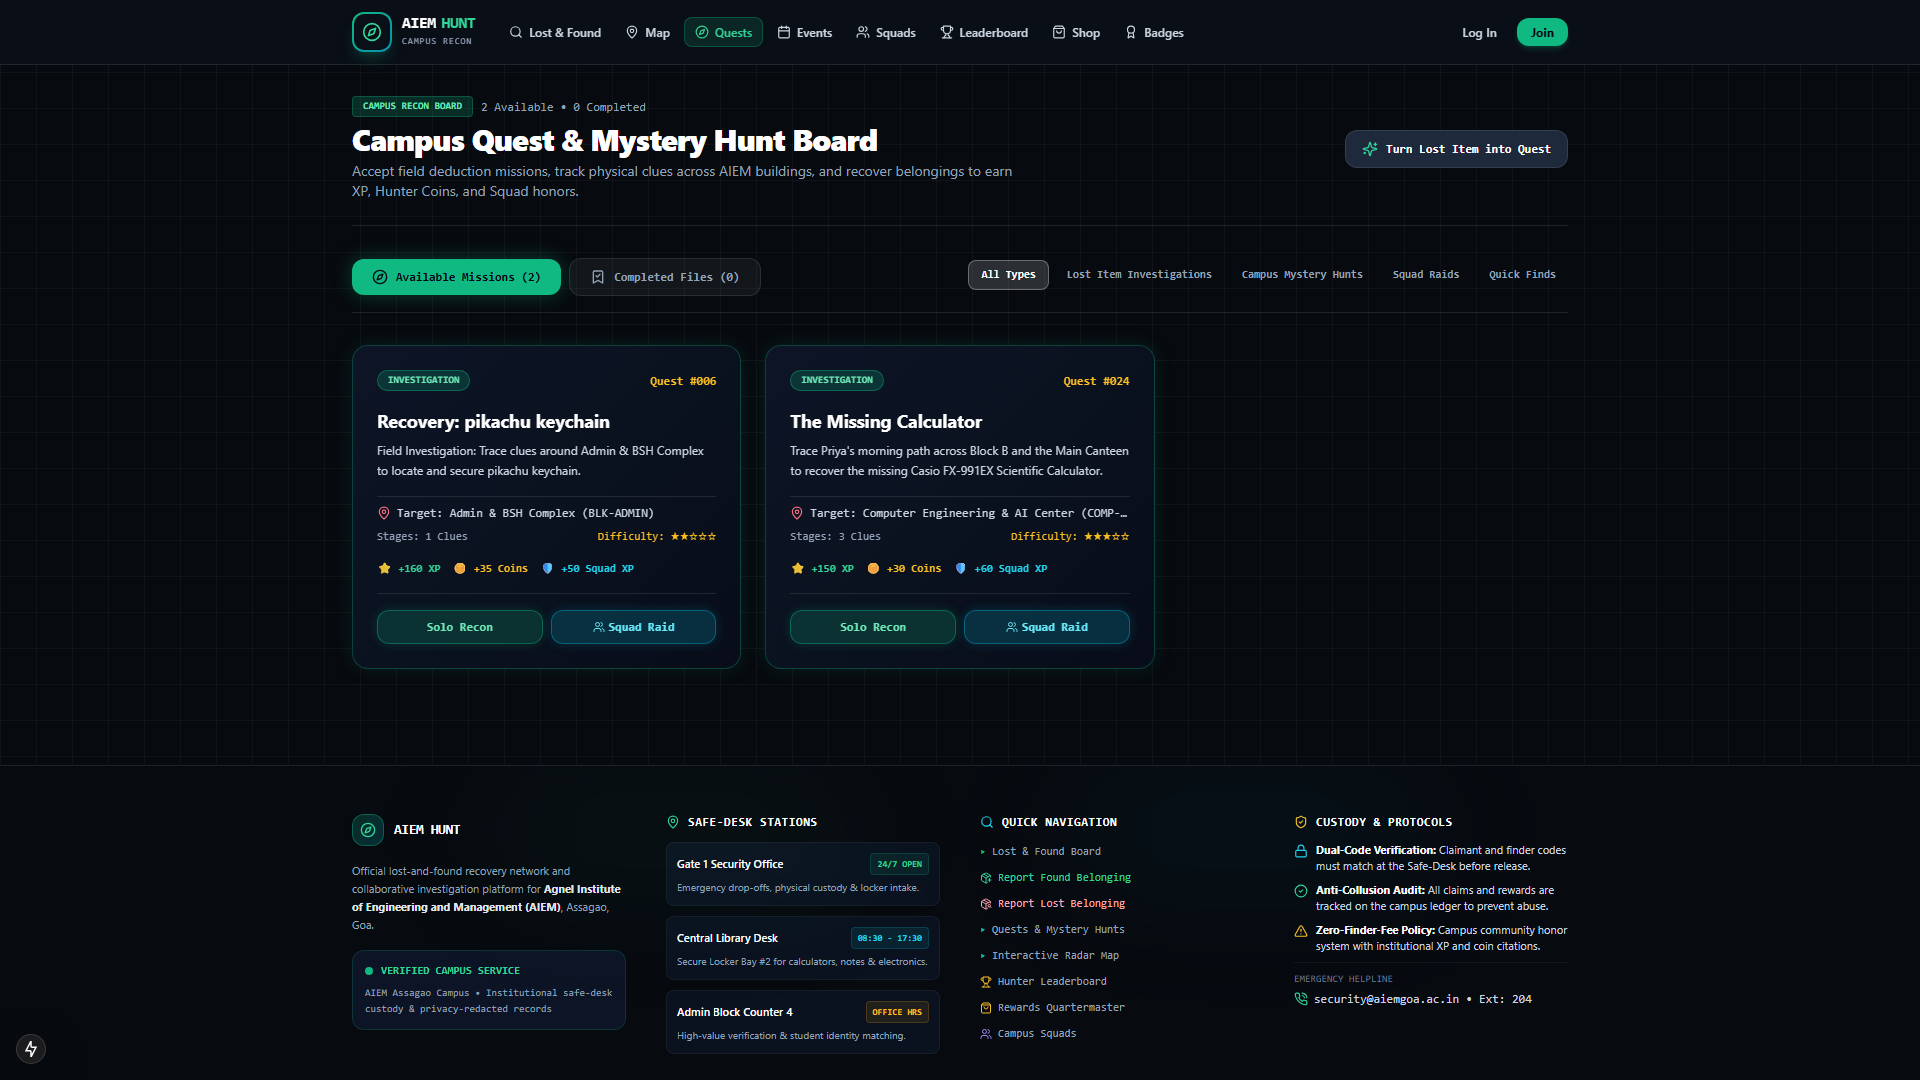 AIEM HUNT
CAMPUS RECON
Lost & Found
Map
Quests
Events
Squads
Leaderboard
Shop
Badges
Log In
Join
CAMPUS RECON BOARD
2 Available • 0 Completed
Campus Quest & Mystery Hunt Board
Accept field deduction missions, track physical clues across AIEM buildings, and recover belongings to earn
XP, Hunter Coins, and Squad honors.
Turn Lost Item into Quest
Available Missions (2)
Completed Files (0)
All Types
Lost Item Investigations
Campus Mystery Hunts
Squad Raids
Quick Finds
INVESTIGATION
Quest #006
Recovery: pikachu keychain
Field Investigation: Trace clues around Admin & BSH Complex
to locate and secure pikachu keychain.
Target: Admin & BSH Complex (BLK-ADMIN)
Stages: 1 Clues
Difficulty: ★★☆☆☆
+160 XP
+35 Coins
+50 Squad XP
Solo Recon
Squad Raid
INVESTIGATION
Quest #024
The Missing Calculator
Trace Priya's morning path across Block B and the Main Canteen
to recover the missing Casio FX-991EX Scientific Calculator.
Target: Computer Engineering & AI Center (COMP-…
Stages: 3 Clues
Difficulty: ★★★☆☆
+150 XP
+30 Coins
+60 Squad XP
Solo Recon
Squad Raid
AIEM HUNT
Official lost-and-found recovery network and
collaborative investigation platform for Agnel Institute
of Engineering and Management (AIEM), Assagao,
Goa.
VERIFIED CAMPUS SERVICE
AIEM Assagao Campus • Institutional safe-desk
custody & privacy-redacted records
SAFE-DESK STATIONS
Gate 1 Security Office
24/7 OPEN
Emergency drop-offs, physical custody & locker intake.
Central Library Desk
08:30 - 17:30
Secure Locker Bay #2 for calculators, notes & electronics.
Admin Block Counter 4
OFFICE HRS
High-value verification & student identity matching.
QUICK NAVIGATION
Lost & Found Board
Report Found Belonging
Report Lost Belonging
Quests & Mystery Hunts
Interactive Radar Map
Hunter Leaderboard
Rewards Quartermaster
Campus Squads
CUSTODY & PROTOCOLS
Dual-Code Verification: Claimant and finder codes
must match at the Safe-Desk before release.
Anti-Collusion Audit: All claims and rewards are
tracked on the campus ledger to prevent abuse.
Zero-Finder-Fee Policy: Campus community honor
system with institutional XP and coin citations.
EMERGENCY HELPLINE
security@aiemgoa.ac.in • Ext: 204